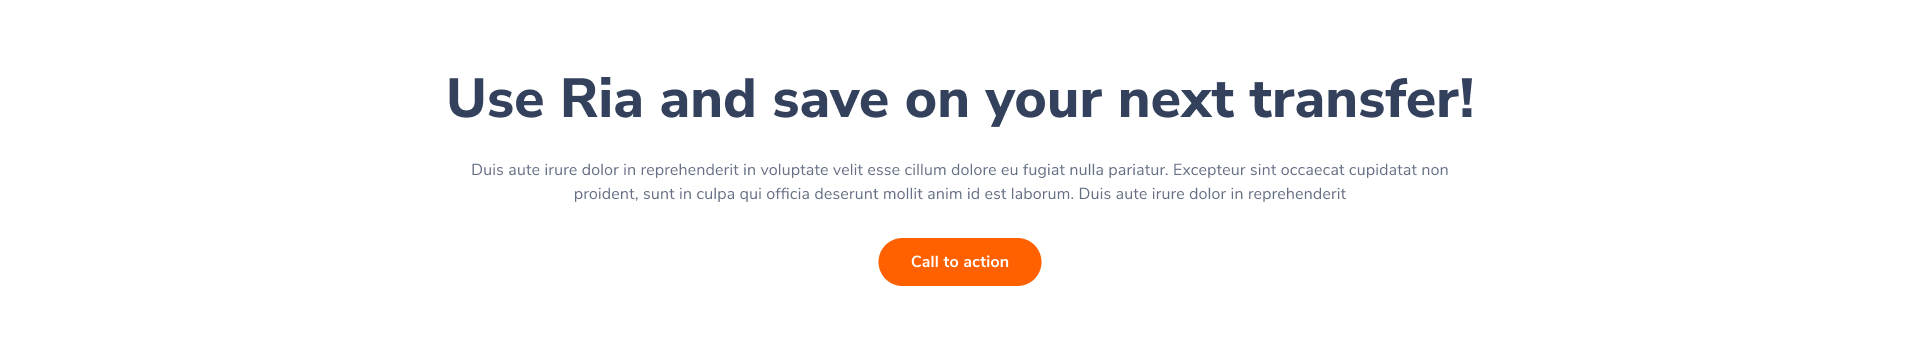 Use Ria and save on your next transfer!
Duis aute irure dolor in reprehenderit in voluptate velit esse cillum dolore eu fugiat nulla pariatur. Excepteur sint occaecat cupidatat non
proident, sunt in culpa qui officia deserunt mollit anim id est laborum. Duis aute irure dolor in reprehenderit
Call to action